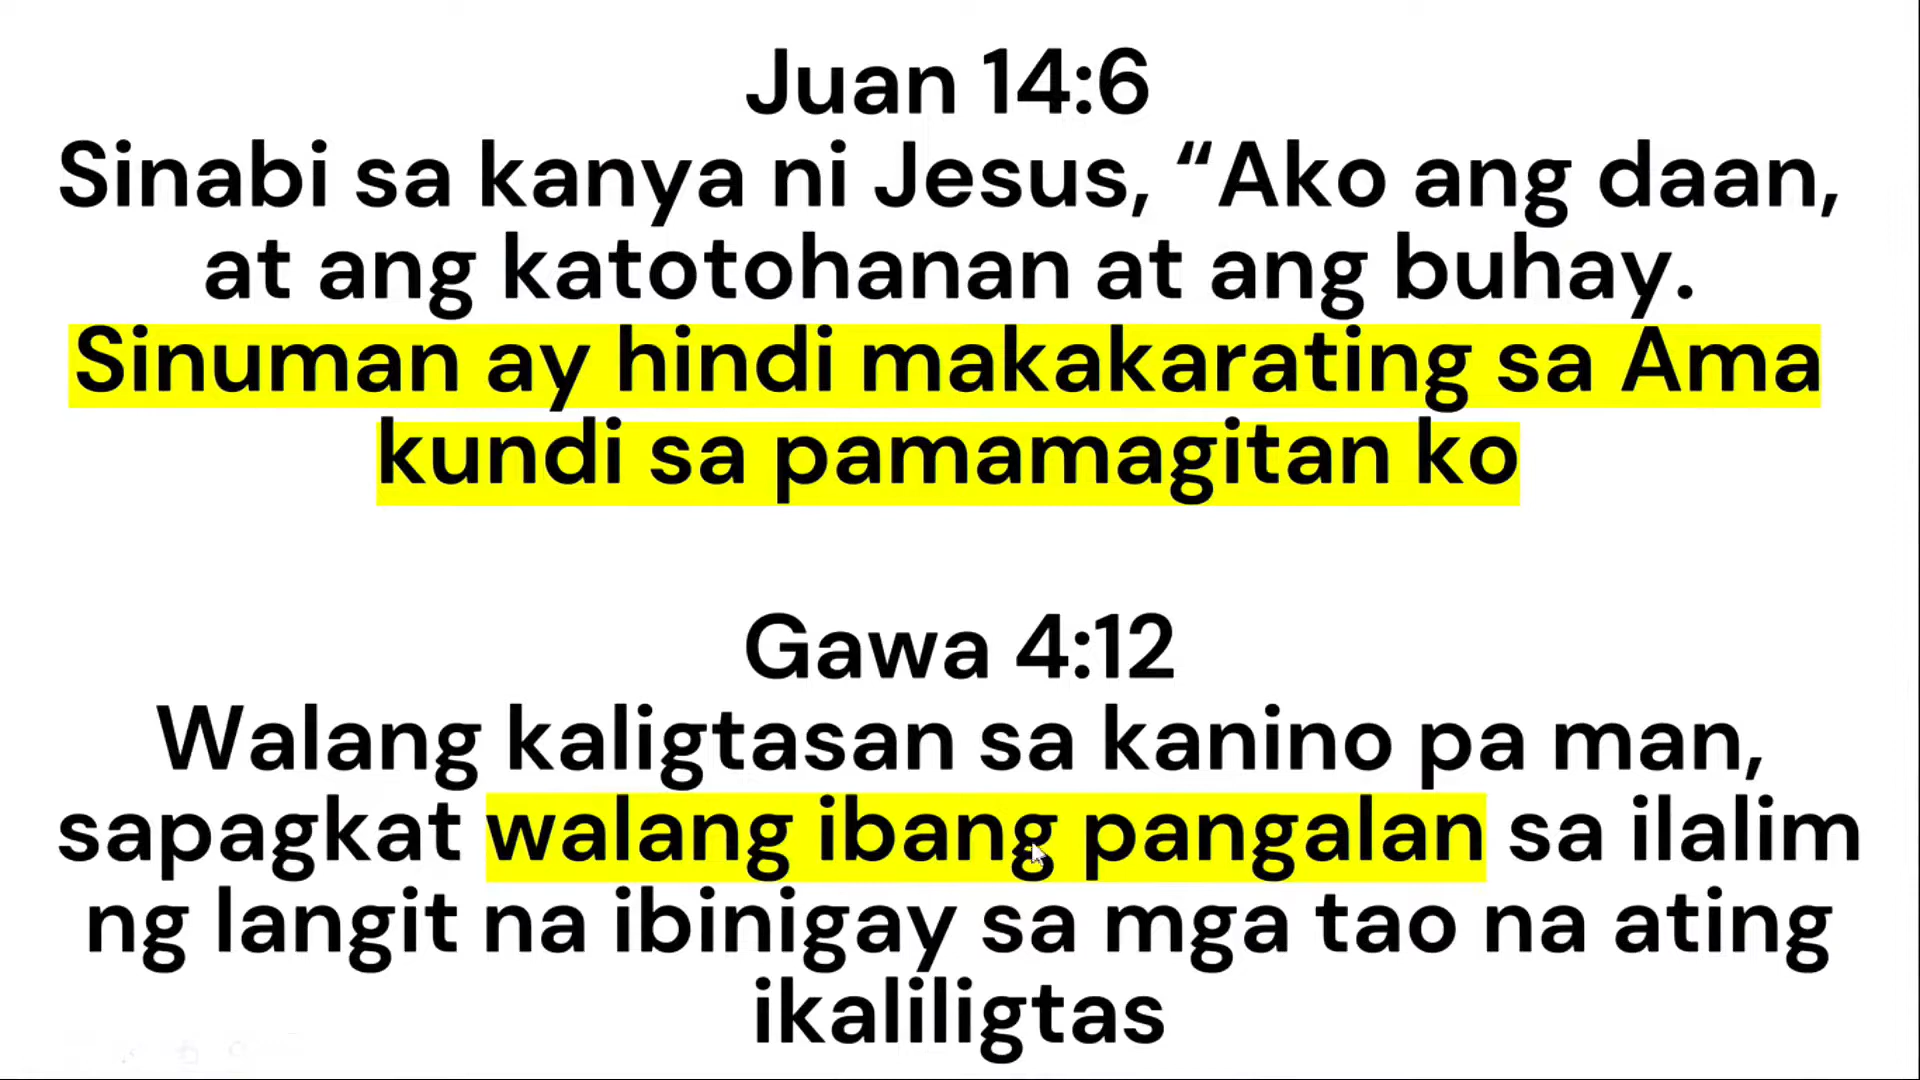 Juan 14:6
Sinabi sa kanya ni Jesus, “Ako ang daan,
at ang katotohanan at ang buhay.
Sinuman ay hindi makakarating sa Ama
kundi sa pamamagitan ko
Gawa 4:12
Walang kaligtasan sa kanino pa man,
sapagkat walang ibang pangalan sa ilalim
ng langit na ibinigay sa mga tao na ating
ikaliligtas